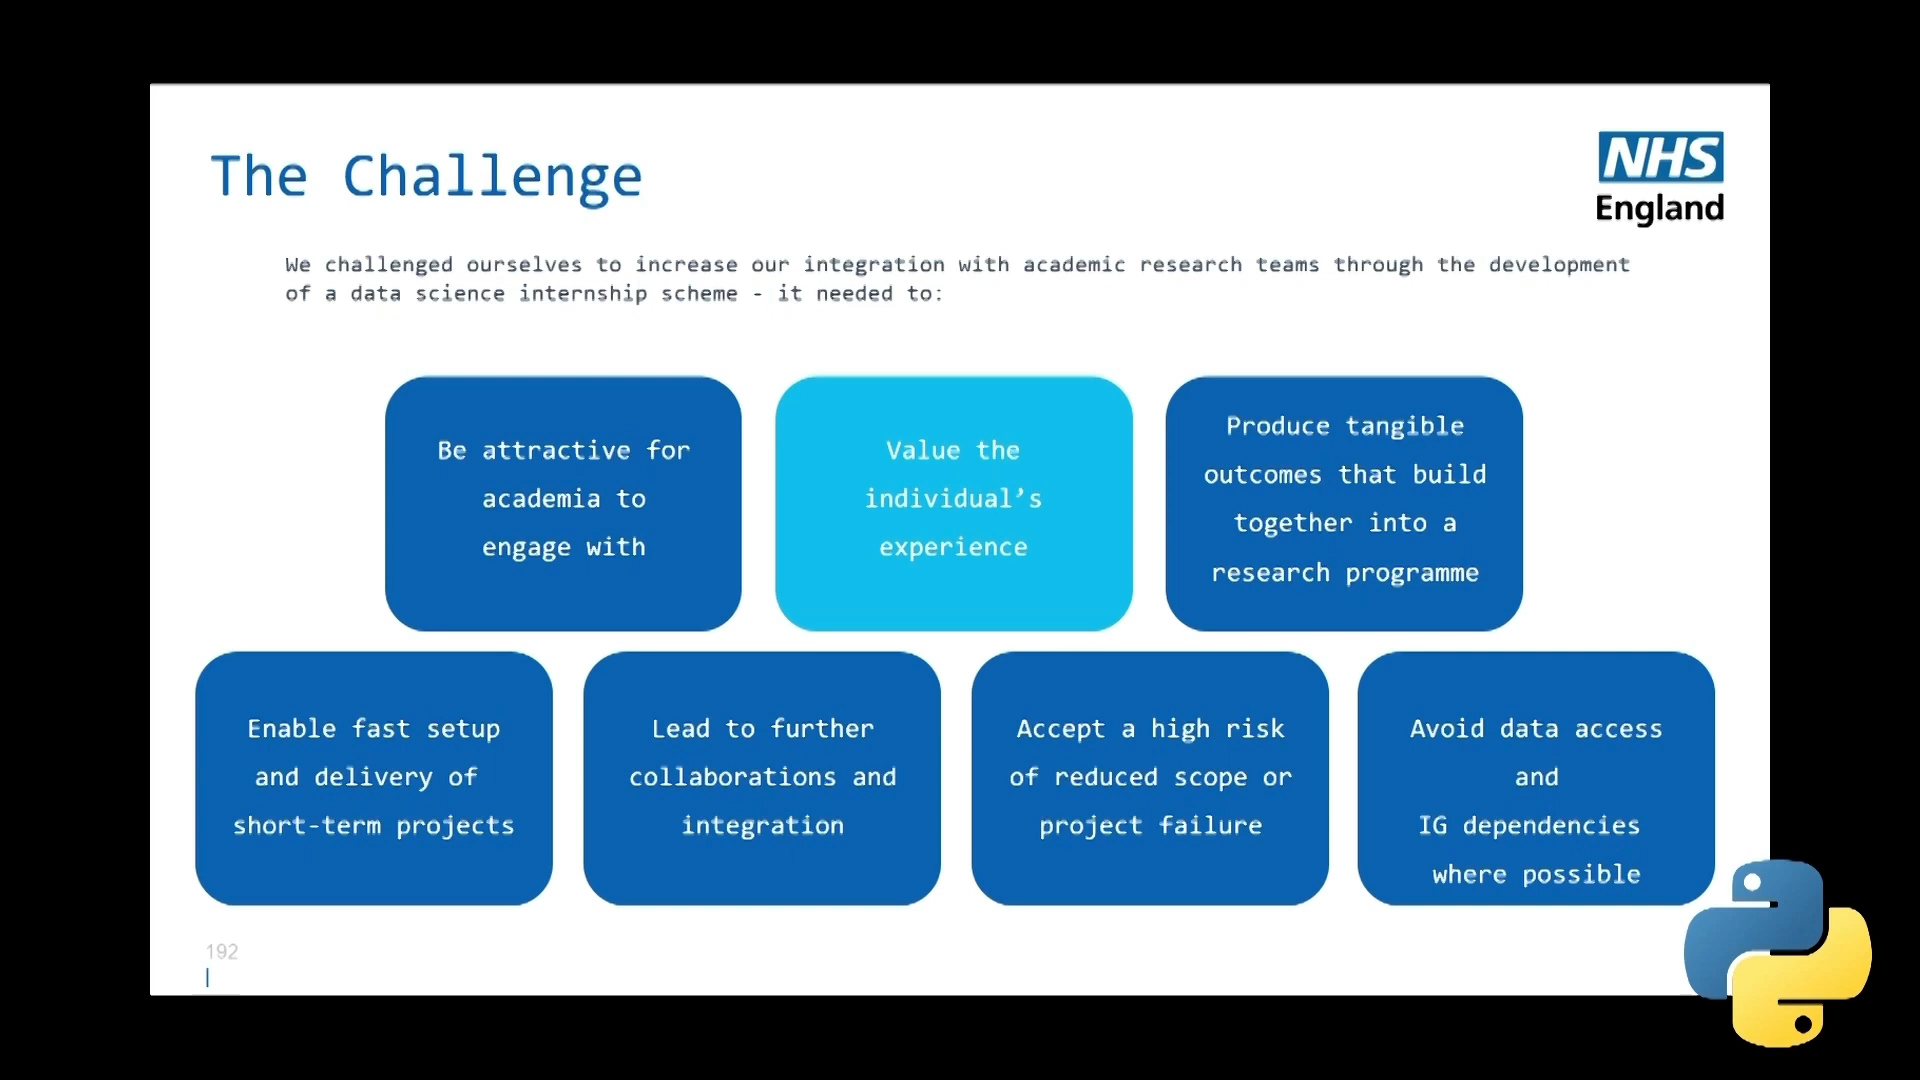 The Challenge
NHS
England
We challenged ourselves to increase our integration with academic research teams through the development
of a data science internship scheme - it needed to:
Be attractive for
academia to
engage with
Value the
individual’s
experience
Produce tangible
outcomes that build
together into a
research programme
Enable fast setup
and delivery of
short-term projects
Lead to further
collaborations and
integration
Accept a high risk
of reduced scope or
project failure
Avoid data access
and
IG dependencies
where possible
192